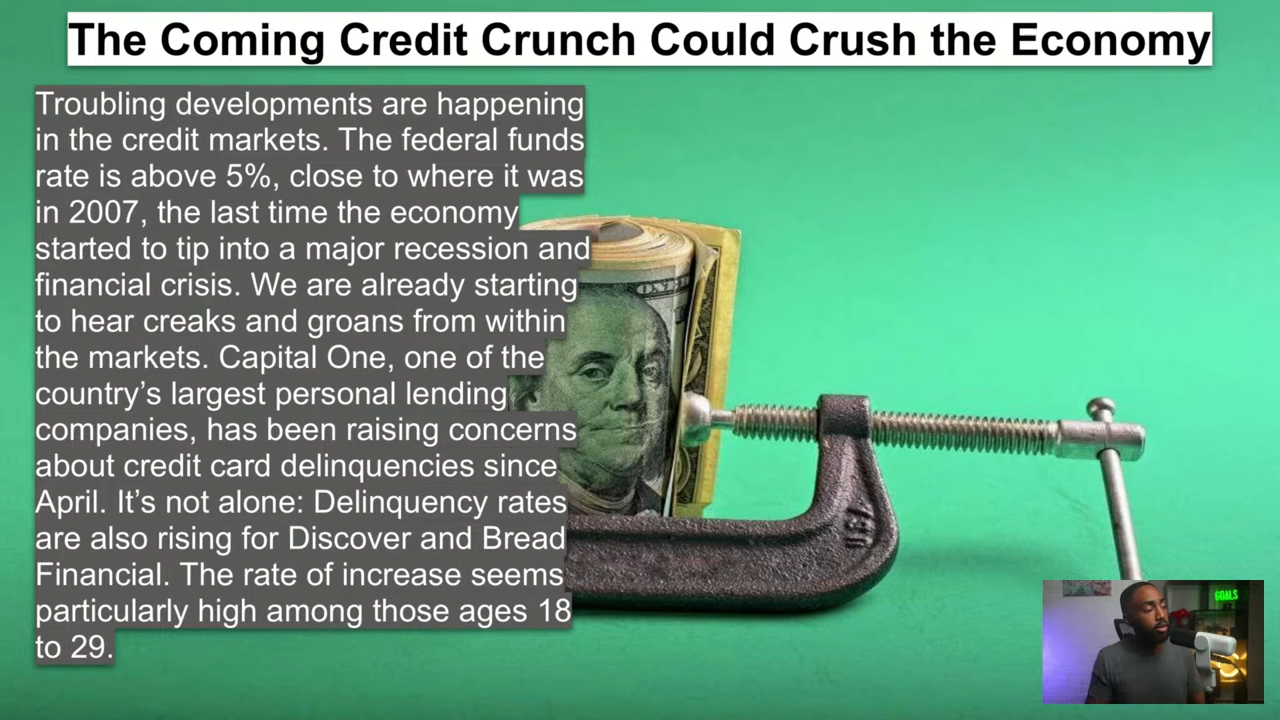 The Coming Credit Crunch Could Crush the Economy
Troubling developments are happening
in the credit markets. The federal funds
rate is above 5%, close to where it was
in 2007, the last time the economy
started to tip into a major recession and
financial crisis. We are already starting
to hear creaks and groans from within
the markets. Capital One, one of the
country’s largest personal lending
companies, has been raising concerns
about credit card delinquencies since
April. It’s not alone: Delinquency rates
are also rising for Discover and Bread
Financial. The rate of increase seems
particularly high among those ages 18
to 29.
GOALS